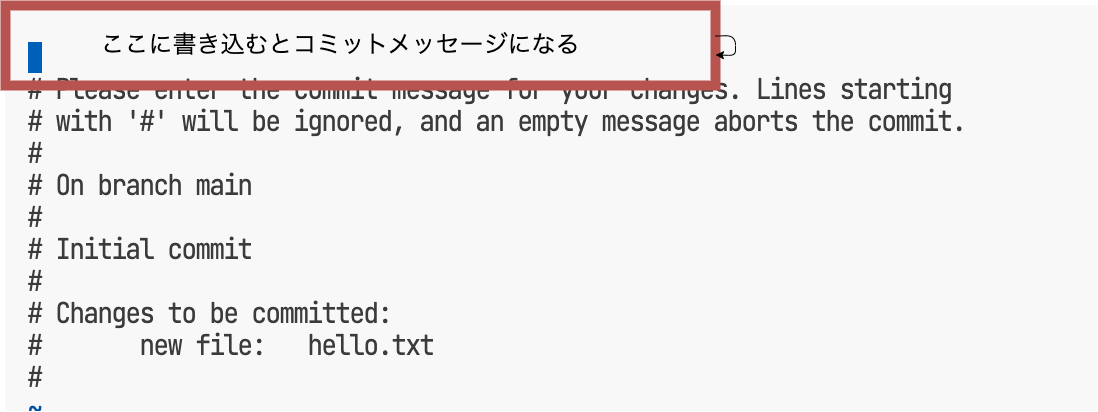 ここに書き込むとコミットメッセージになる
# Please enter the commit message for your changes. Lines starting
# with '#' will be ignored, and an empty message aborts the commit.
#
# On branch main
#
# Initial commit
#
# Changes to be committed:
#       new file:   hello.txt
#
~